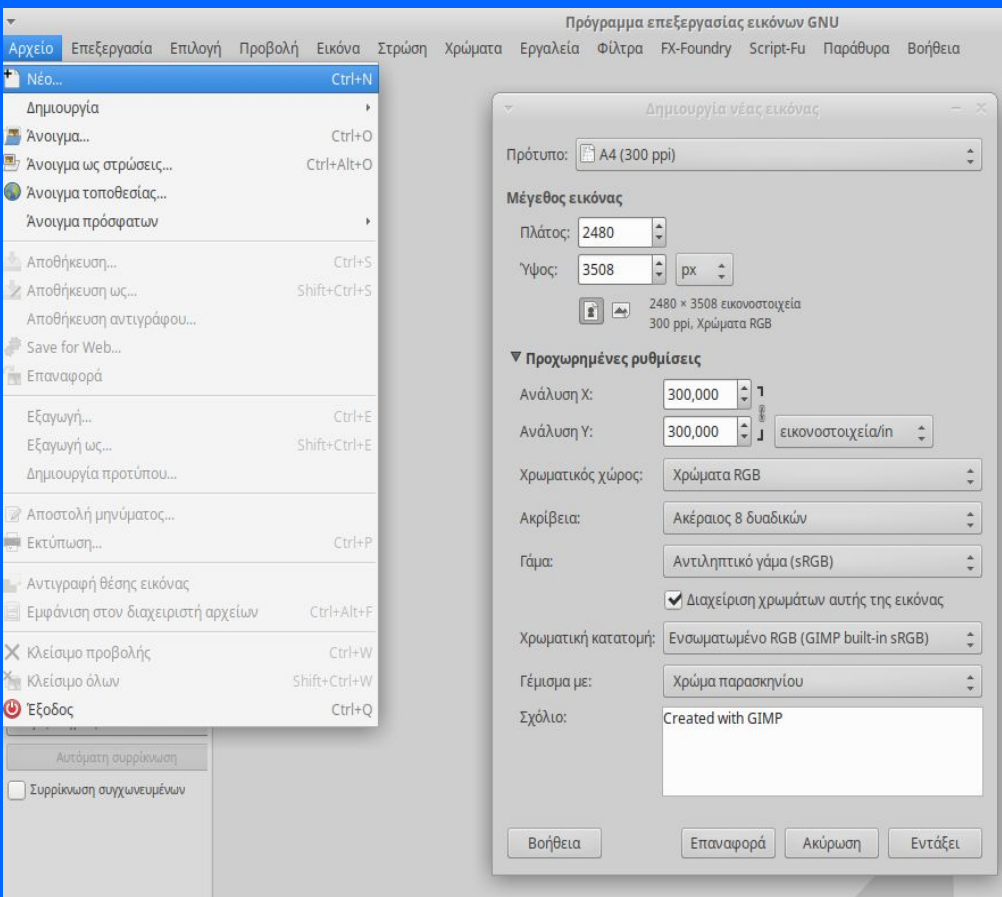 Πρόγραμμα επεξεργασίας εικόνων GNU
Αρχείο Επεξεργασία Επιλογή Προβολή Εικόνα Στρώση Χρώματα Εργαλεία Φίλτρα FX-Foundry Script-Fu Παράθυρα Βοήθεια
Νέο... Ctrl+N
Δημιουργία
Άνοιγμα... Ctrl+O
Άνοιγμα ως στρώσεις... Ctrl+Alt+O
Άνοιγμα τοποθεσίας...
Άνοιγμα πρόσφατων
Αποθήκευση... Ctrl+S
Αποθήκευση ως... Shift+Ctrl+S
Αποθήκευση αντιγράφου...
Save for Web...
Επαναφορά
Εξαγωγή... Ctrl+E
Εξαγωγή ως... Shift+Ctrl+E
Δημιουργία προτύπου...
Αποστολή μηνύματος...
Εκτύπωση... Ctrl+P
Αντιγραφή θέσης εικόνας
Εμφάνιση στον διαχειριστή αρχείων Ctrl+Alt+F
Κλείσιμο προβολής Ctrl+W
Κλείσιμο όλων Shift+Ctrl+W
Έξοδος Ctrl+Q
Αυτόματη συρρίκνωση
Συρρίκνωση συγχωνευμένων
Δημιουργία νέας εικόνας
Πρότυπο: A4 (300 ppi)
Μέγεθος εικόνας
Πλάτος: 2480
Ύψος: 3508 px
2480 × 3508 εικονοστοιχεία
300 ppi, Χρώματα RGB
Προχωρημένες ρυθμίσεις
Ανάλυση X: 300,000
Ανάλυση Y: 300,000 εικονοστοιχεία/in
Χρωματικός χώρος: Χρώματα RGB
Ακρίβεια: Ακέραιος 8 δυαδικών
Γάμα: Αντιληπτικό γάμα (sRGB)
Διαχείριση χρωμάτων αυτής της εικόνας
Χρωματική κατατομή: Ενσωματωμένο RGB (GIMP built-in sRGB)
Γέμισμα με: Χρώμα παρασκηνίου
Σχόλιο: Created with GIMP
Βοήθεια Επαναφορά Ακύρωση Εντάξει